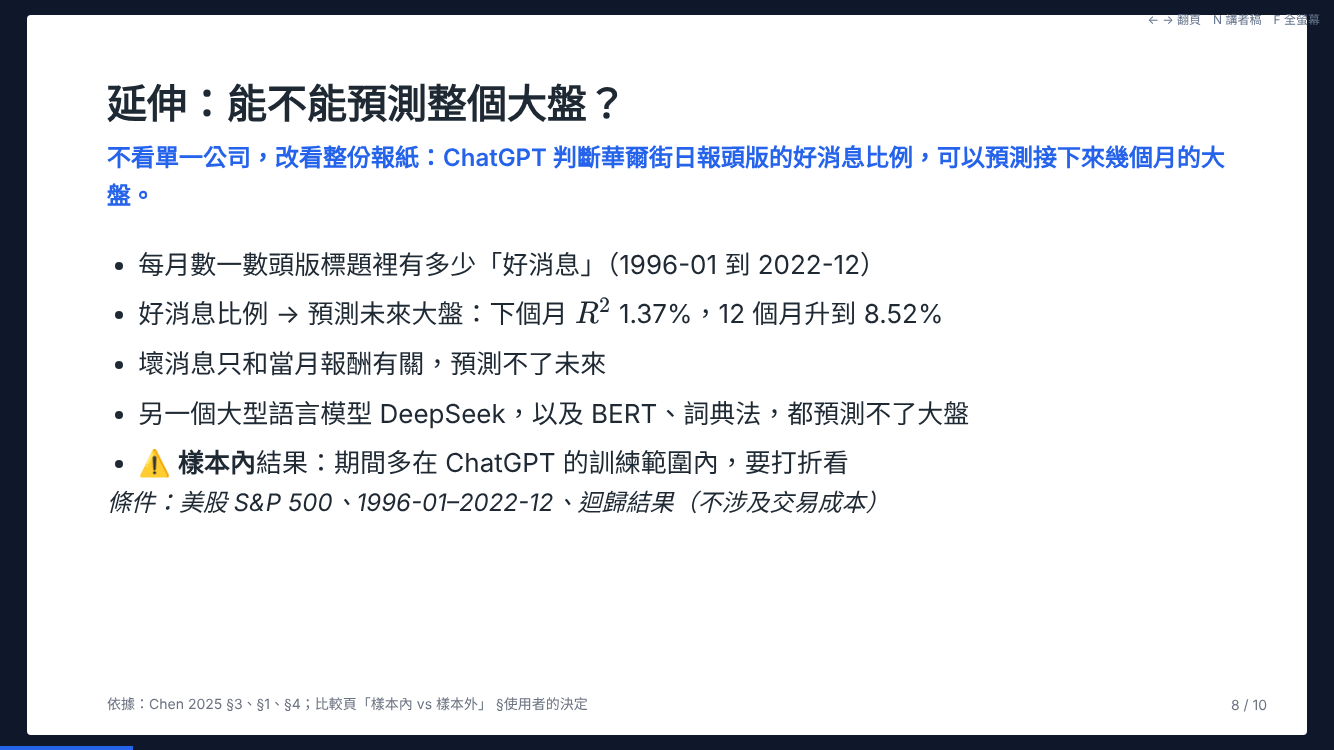 ← → 翻頁 N 講者稿 F 全螢幕
延伸：能不能預測整個大盤？
不看單一公司，改看整份報紙：ChatGPT 判斷華爾街日報頭版的好消息比例，可以預測接下來幾個月的大
盤。
• 每月數一數頭版標題裡有多少「好消息」（1996-01 到 2022-12）
• 好消息比例 → 預測未來大盤：下個月 R² 1.37%，12 個月升到 8.52%
• 壞消息只和當月報酬有關，預測不了未來
• 另一個大型語言模型 DeepSeek，以及 BERT、詞典法，都預測不了大盤
• ⚠️ 樣本內結果：期間多在 ChatGPT 的訓練範圍內，要打折看
條件：美股 S&P 500、1996-01–2022-12、迴歸結果（不涉及交易成本）
依據：Chen 2025 §3、§1、§4；比較頁「樣本內 vs 樣本外」 §使用者的決定
8 / 10